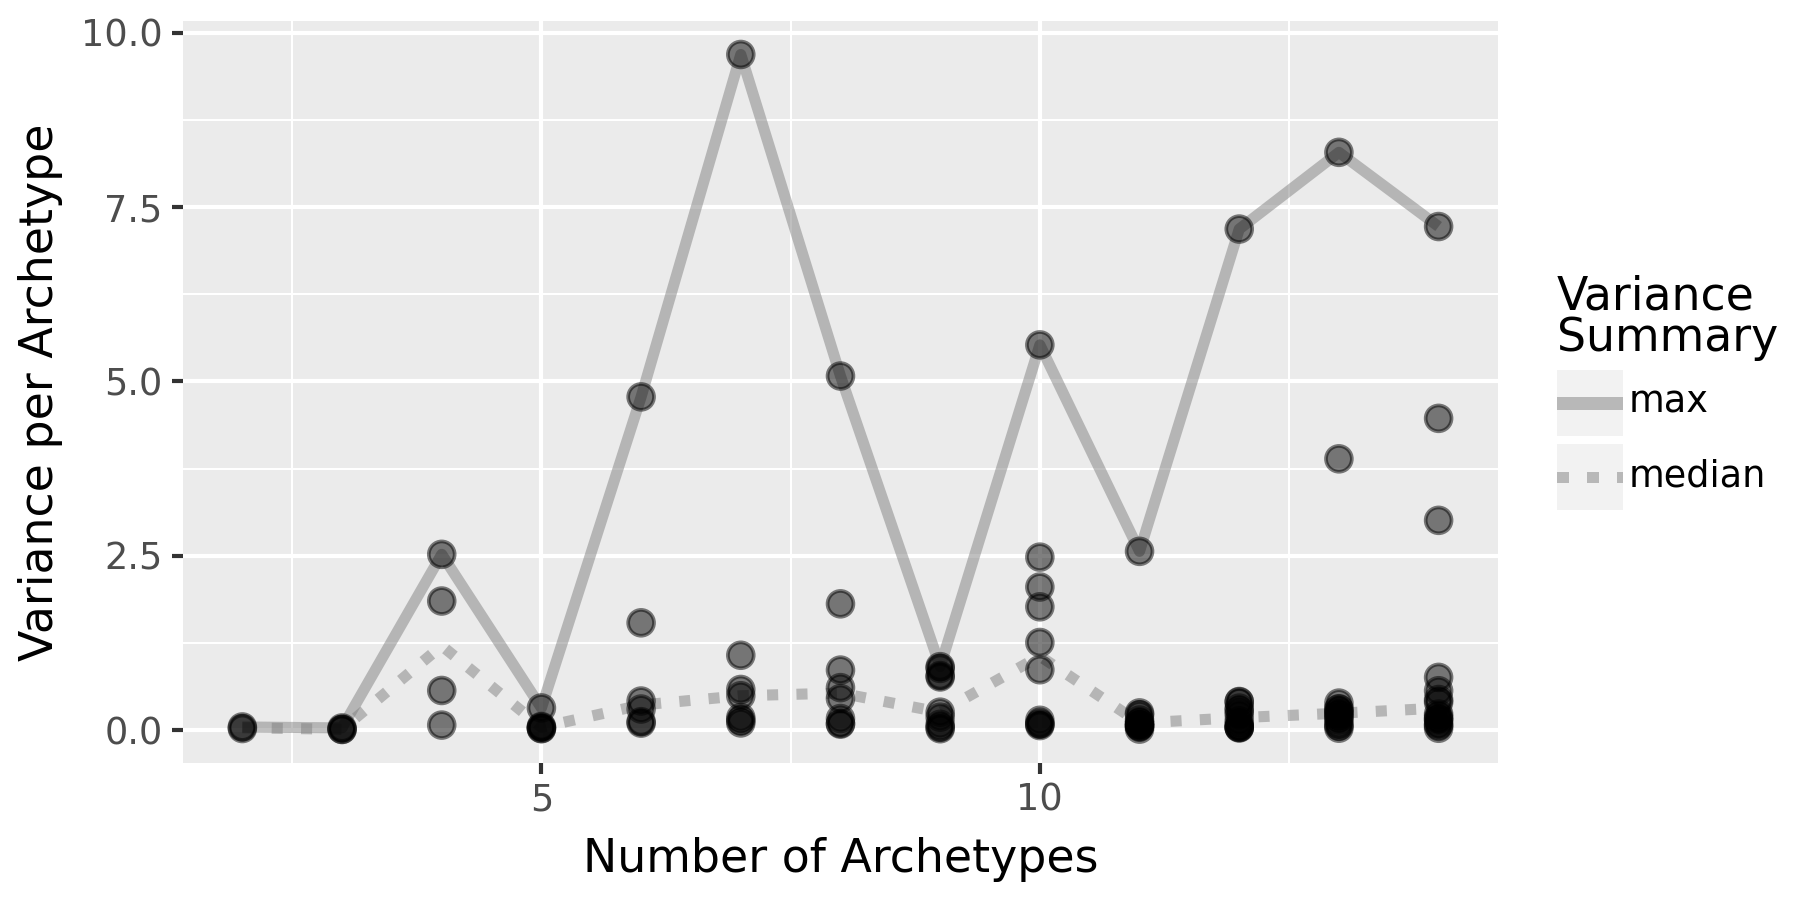 10.0
7.5
5.0
2.5
0.0
Variance per Archetype
5
10
Number of Archetypes
Variance
Summary
max
median